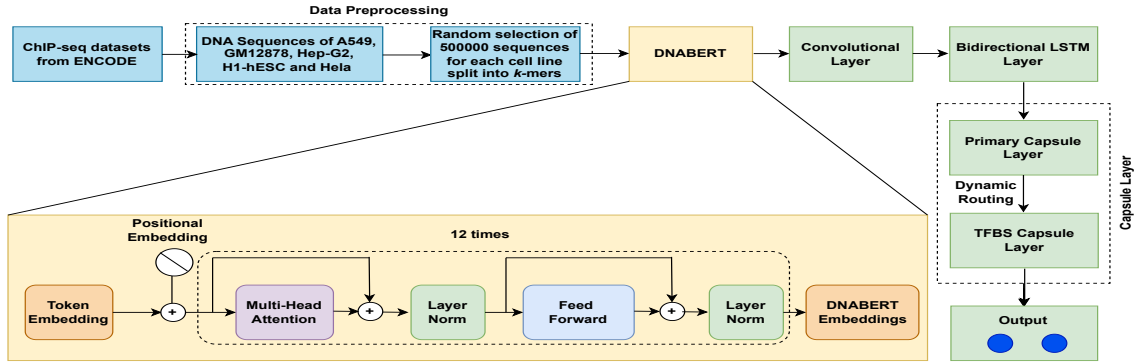 Data Preprocessing
ChIP-seq datasets
from ENCODE
DNA Sequences of A549,
GM12878, Hep-G2,
H1-hESC and Hela
Random selection of
500000 sequences
for each cell line
split into k-mers
DNABERT
Convolutional
Layer
Bidirectional LSTM
Layer
Primary Capsule
Layer
Dynamic
Routing
TFBS Capsule
Layer
Capsule Layer
Output
Positional
Embedding
12 times
Token
Embedding
+
Multi-Head
Attention
+
Layer
Norm
Feed
Forward
+
Layer
Norm
DNABERT
Embeddings